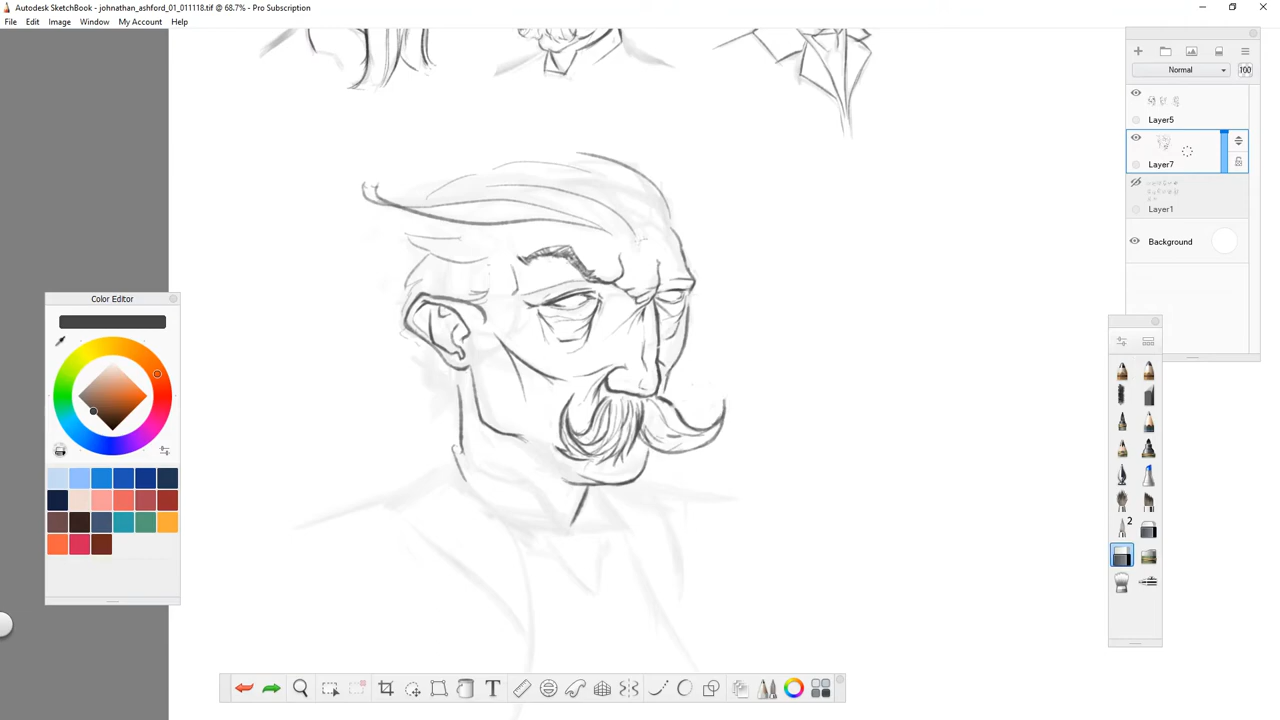 Autodesk SketchBook - johnathan_ashford_01_011118.tif @ 68.7% - Pro Subscription
File Edit Image Window My Account Help
Normal
100
Layer5
Layer7
Layer1
Background
Color Editor
2
T